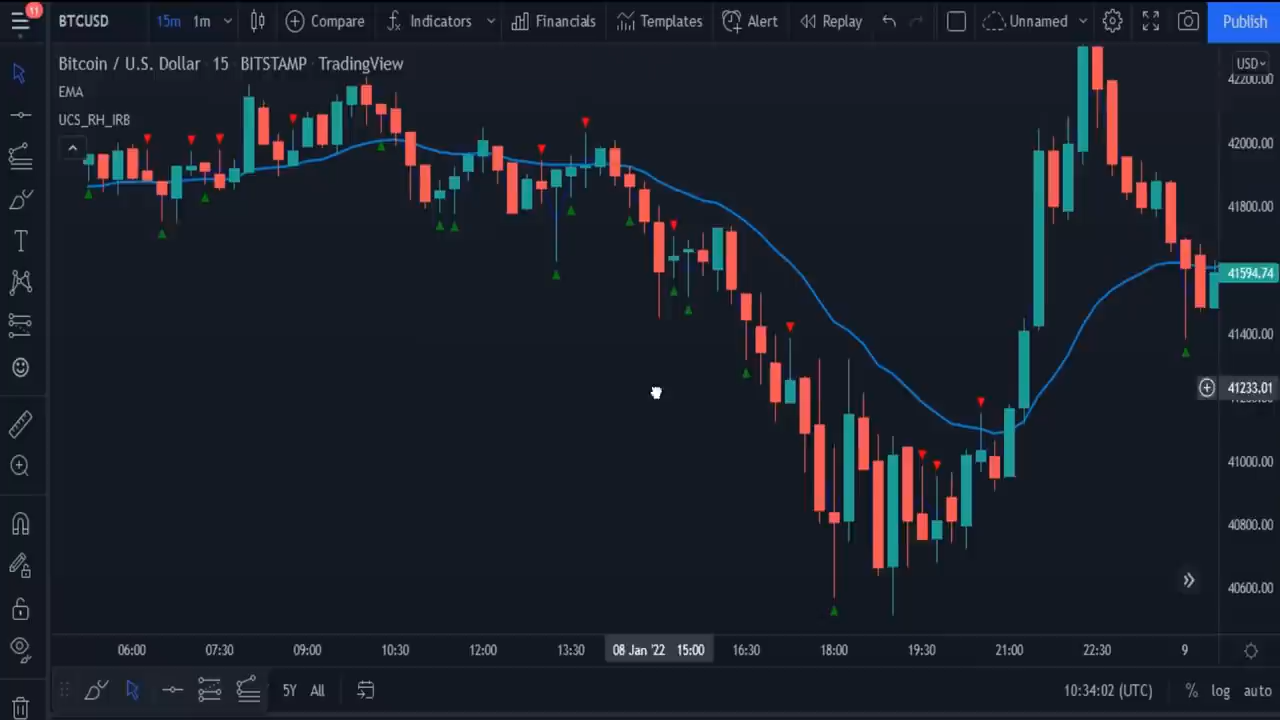 11
BTCUSD 15m 1m Compare Indicators Financials Templates Alert Replay Unnamed Publish
Bitcoin / U.S. Dollar 15 BITSTAMP TradingView
USD
EMA
UCS_RH_IRB
42200.00
42000.00
41800.00
41594.74
41400.00
41233.01
41000.00
40800.00
40600.00
06:00 07:30 09:00 10:30 12:00 13:30 08 Jan '22 15:00 16:30 18:00 19:30 21:00 22:30 9
5Y All 10:34:02 (UTC) % log auto